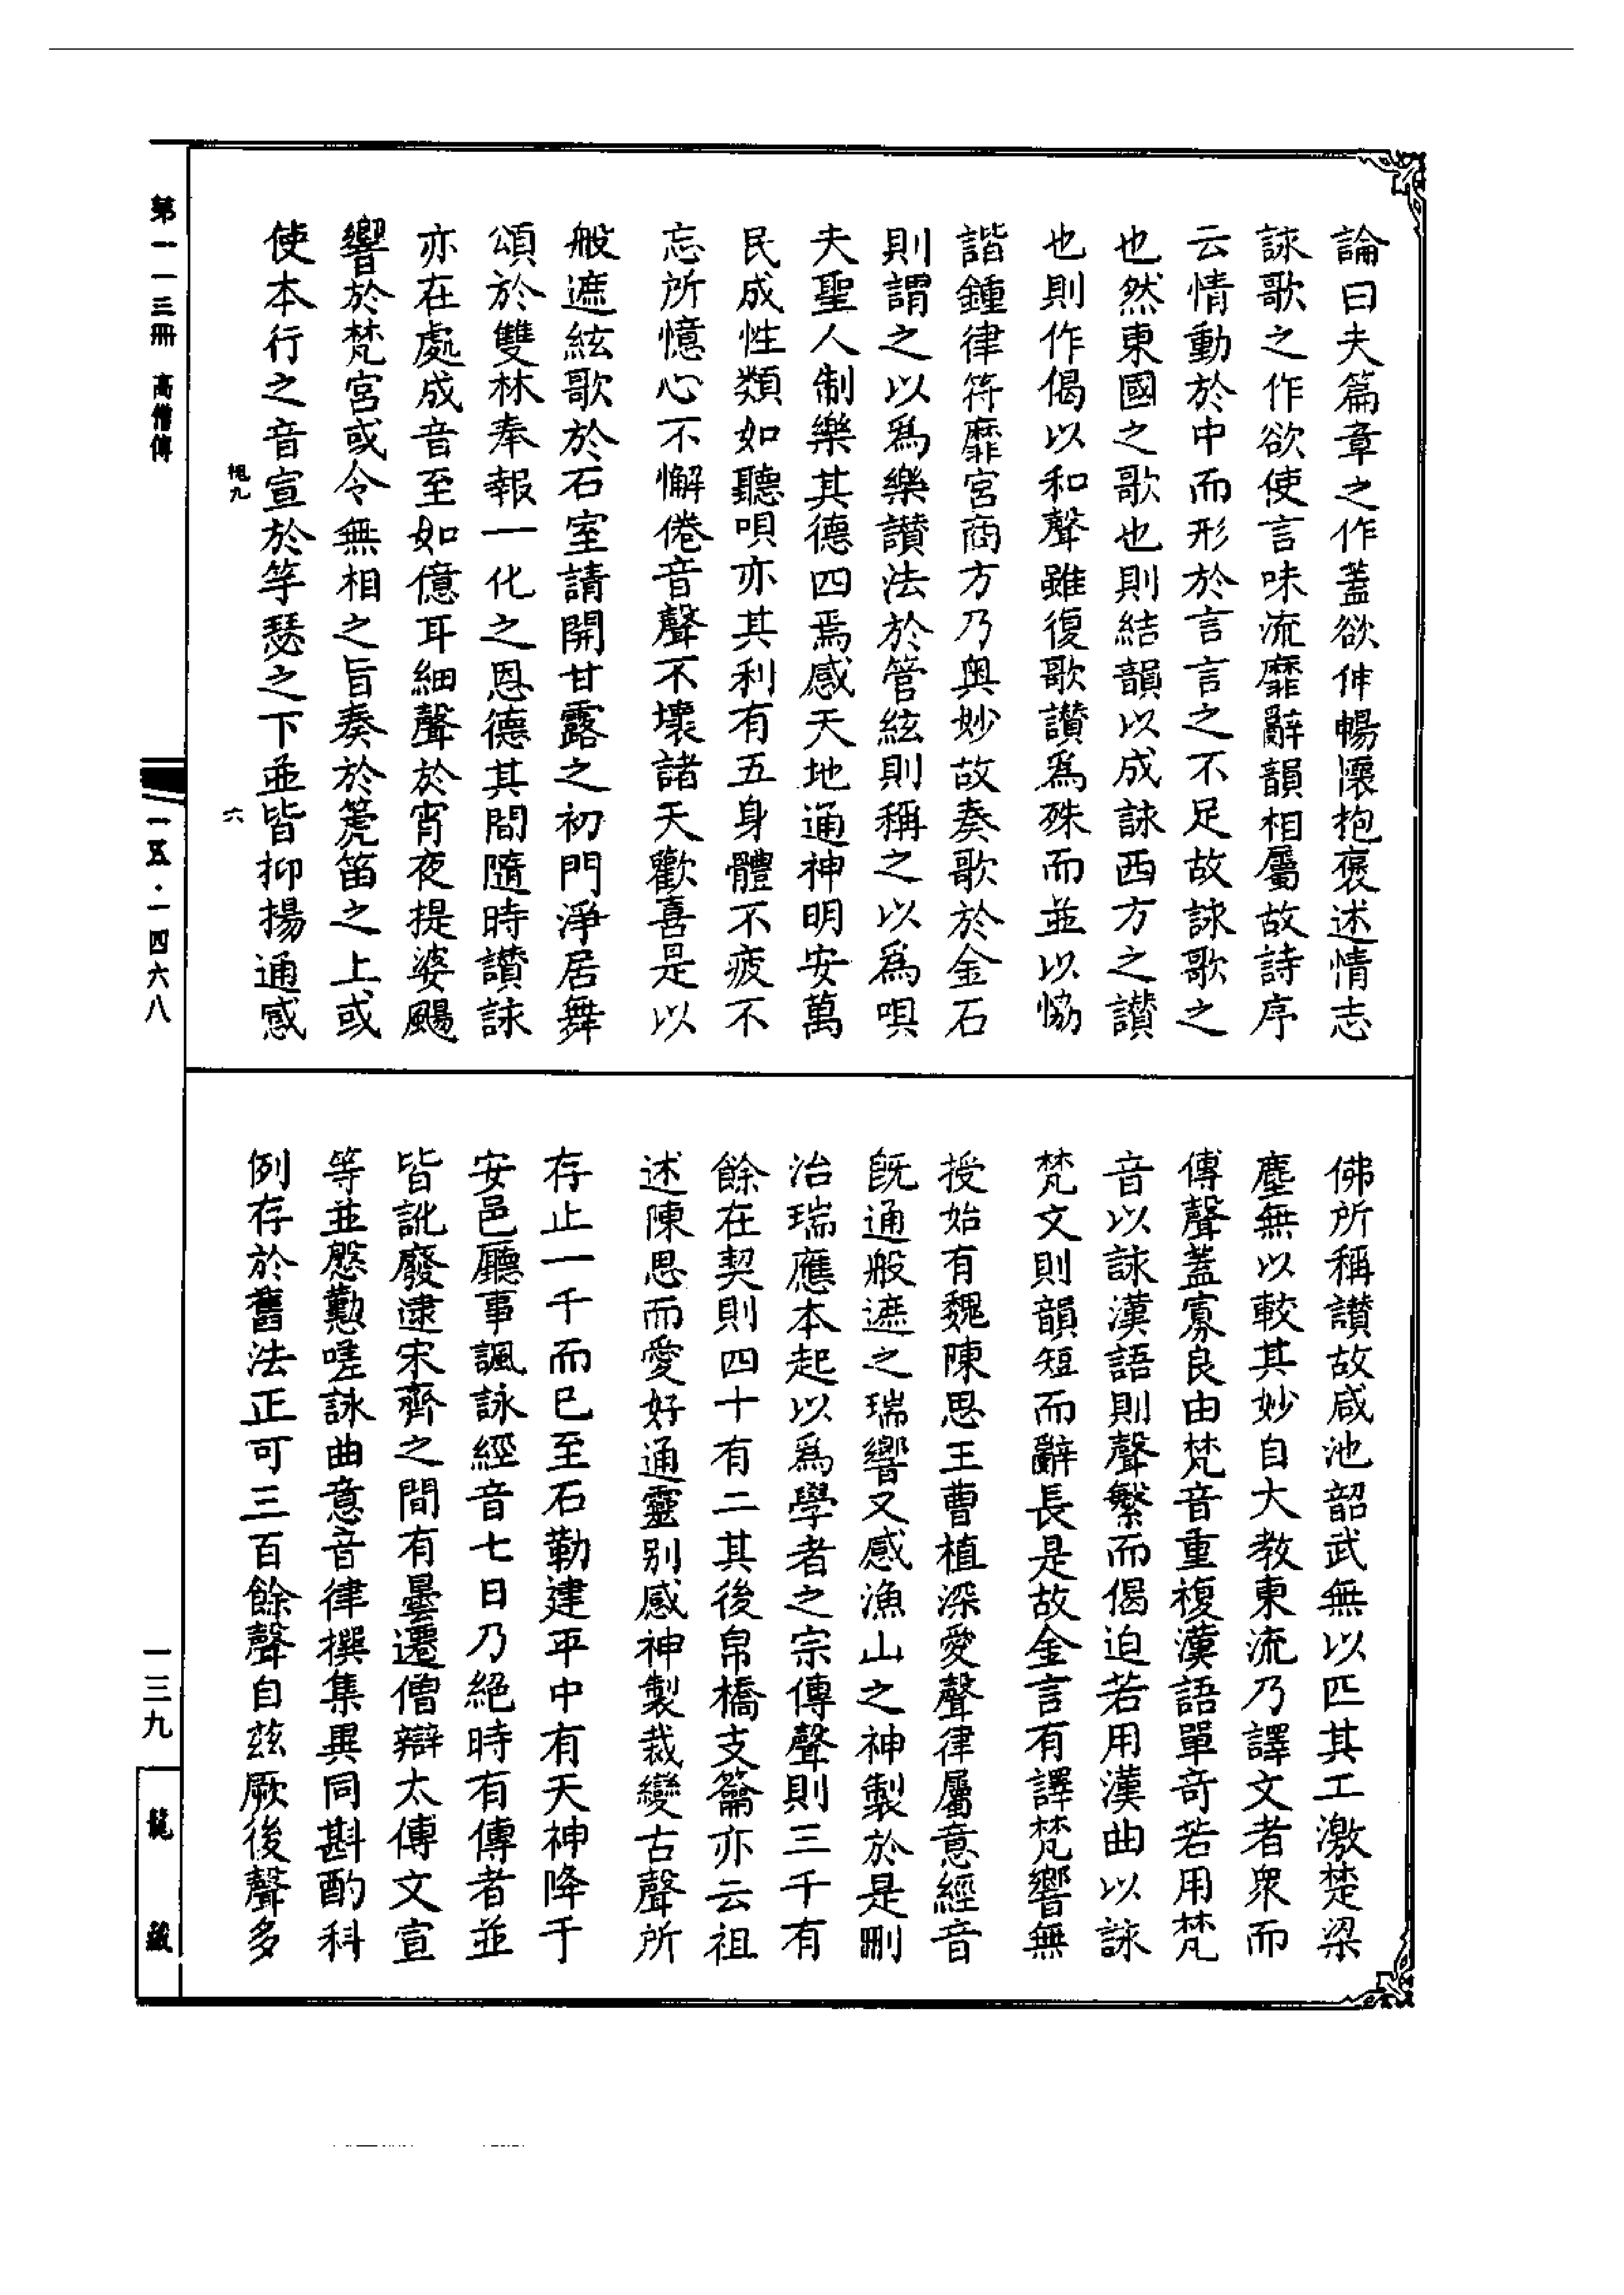 論曰夫篇章之作蓋欲伸暢懷抱褒述情志
詠歌之作欲使言味流靡辭韻相屬故詩序
云情動於中而形於言言之不足故詠歌之
也然東國之歌也則結韻以成詠西方之讃
也則作偈以和聲雖復歌讃爲殊而並以恊
諧鍾律符靡宮商方乃奥妙故奏歌於金石
則謂之以爲樂讃法於管絃則稱之以爲唄
夫聖人制樂其德四焉感天地通神明安萬
民成性類如聽唄亦其利有五身體不疲不
忘所憶心不懈倦音聲不壞諸天歡喜是以
般遮絃歌於石室請開甘露之初門淨居舞
頌於雙林奉報一化之恩德其間隨時讃詠
亦在處成音至如億耳細聲於宵夜提婆颺
響於梵宮或令無相之旨奏於篪笛之上或
使本行之音宣於竽瑟之下並皆抑揚通感
佛所稱讃故咸池韶武無以匹其工激楚梁
塵無以較其妙自大教東流乃譯文者衆而
傳聲蓋寡良由梵音重複漢語單奇若用梵
音以詠漢語則聲繁而偈迫若用漢曲以詠
梵文則韻短而辭長是故金言有譯梵響無
授始有魏陳思王曹植深愛聲律屬意經音
旣通般遮之瑞響又感漁山之神製於是刪
治瑞應本起以爲學者之宗傳聲則三千有
餘在契則四十有二其後帛橋支籥亦云祖
述陳思而愛好通靈别感神製裁變古聲所
存止一千而已至石勒建平中有天神降于
安邑廳事諷詠經音七日乃絕時有傳者並
皆訛廢逮宋齊之間有曇遷僧辯太傅文宣
等並慇懃嗟詠曲意音律撰集異同斟酌科
例存於舊法正可三百餘聲自茲厥後聲多
第一一三冊 高僧傳
一五·一四六八
一三九
龍藏
六